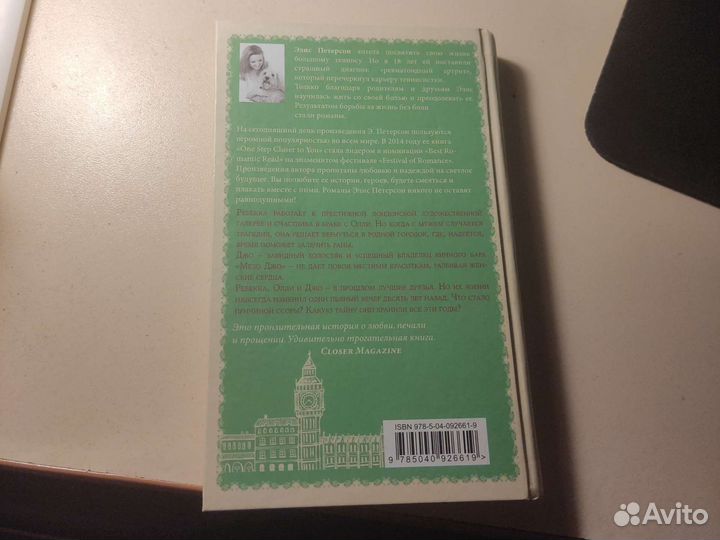 Элис Петерсон хотела посвятить свою жизнь
большому теннису. Но в 18 лет ей поставили
страшный диагноз «ревматоидный артрит»,
который перечеркнул карьеру теннисистки.
Только благодаря родителям и друзьям Элис
научилась жить со своей болью и преодолевать ее.
Результатом борьбы за жизнь без боли
стали романы.
На сегодняшний день произведения Э. Петерсон пользуются
огромной популярностью во всем мире. В 2014 году ее книга
«One Step Closer to You» стала лидером в номинации «Best Ro-
mantic Read» на знаменитом фестивале «Festival of Romance».
Произведения автора пропитаны любовью и надеждой на светлое
будущее. Вы полюбите ее истории, героев, будете смеяться и
плакать вместе с ними. Романы Элис Петерсон никого не оставят
равнодушными!
Ребекка работает в престижной лондонской художественной
галерее и счастлива в браке с Олли. Но когда с мужем случается
трагедия, она решает вернуться в родной городок, где, надеется,
время поможет залечить раны.
Джо – завидный холостяк и успешный владелец винного бара
«Мезо Джо» – не дает покоя местным красоткам, разбивая жен-
ские сердца.
Ребекка, Олли и Джо – в прошлом лучшие друзья. Но их жизни
навсегда изменил один пьяный вечер десять лет назад. Что стало
причиной ссоры? Какую тайну они хранили все эти годы?
Это пронзительная история о любви, печали
и прощении. Удивительно трогательная книга.
Closer Magazine
ISBN 978-5-04-092661-9
9 785040 926619 >
Avito